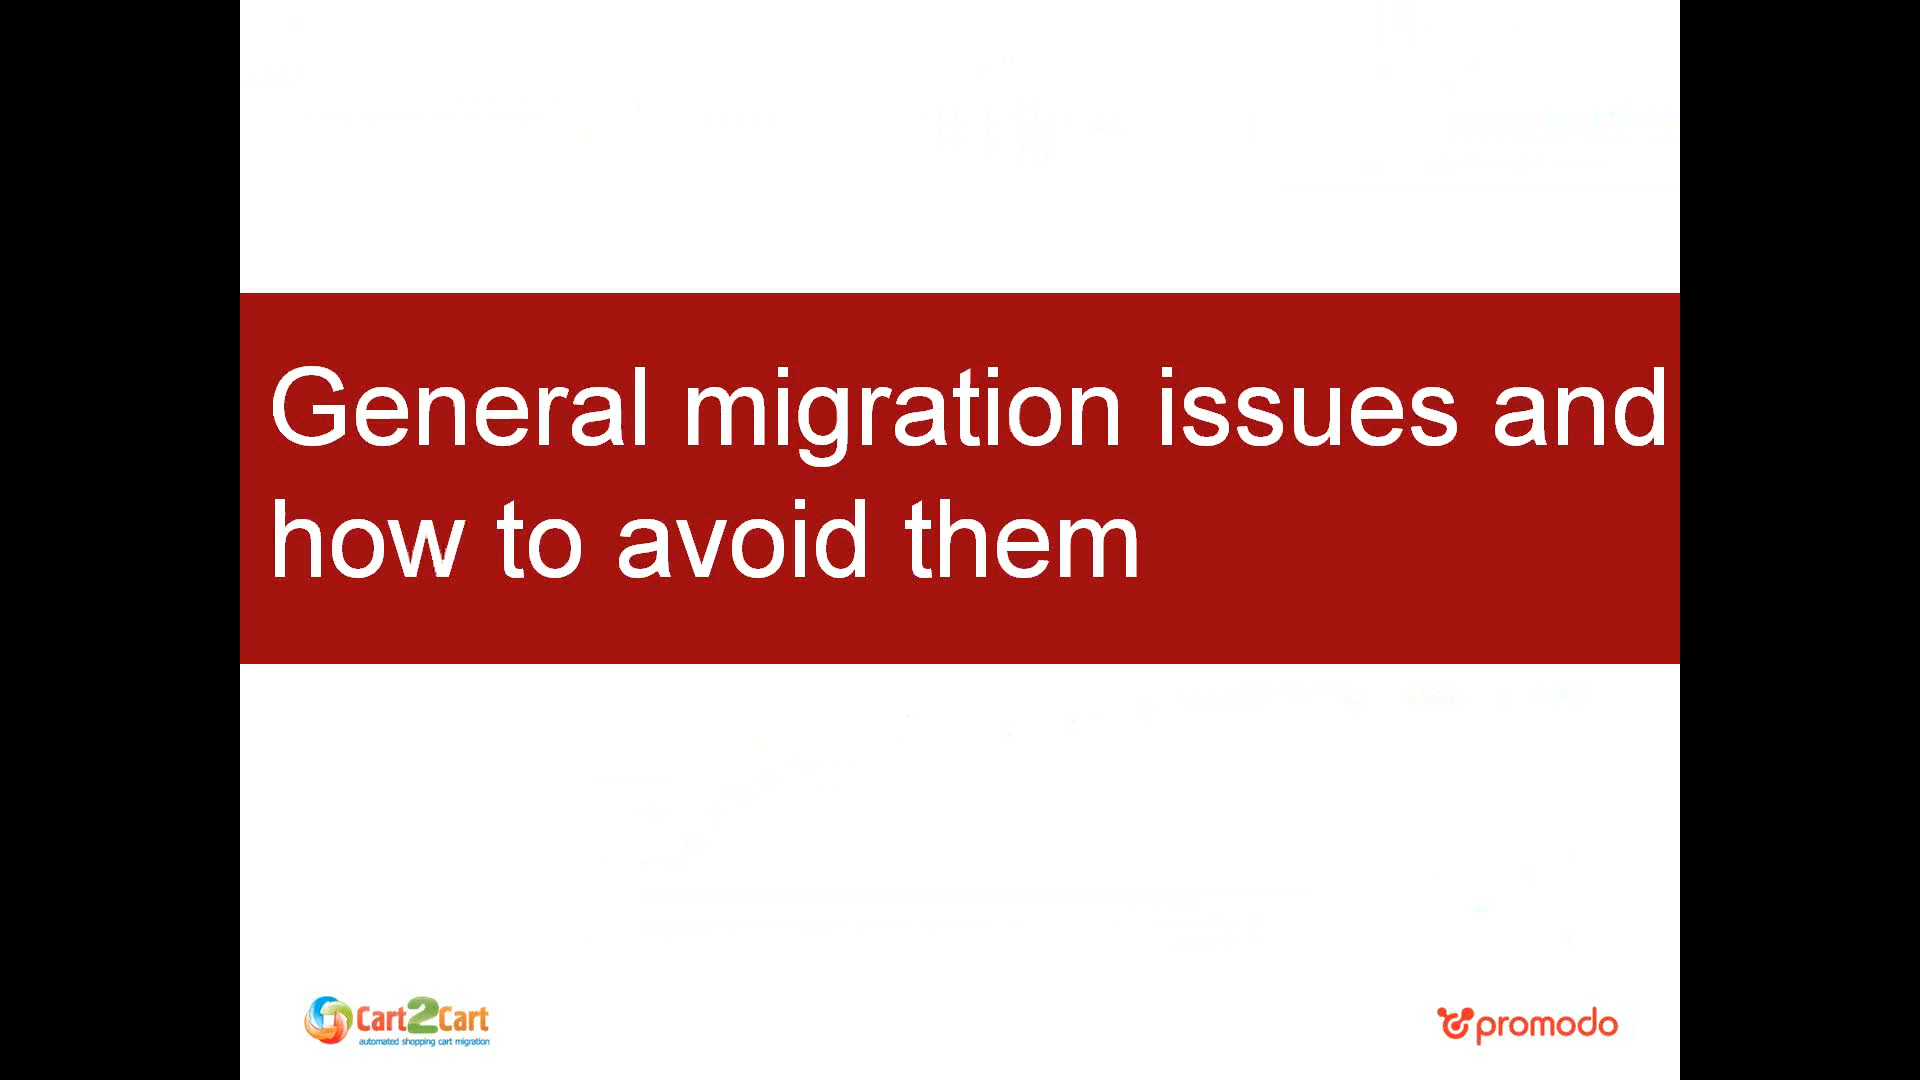 General migration issues and
how to avoid them
Cart2Cart
automated shopping cart migration
promodo